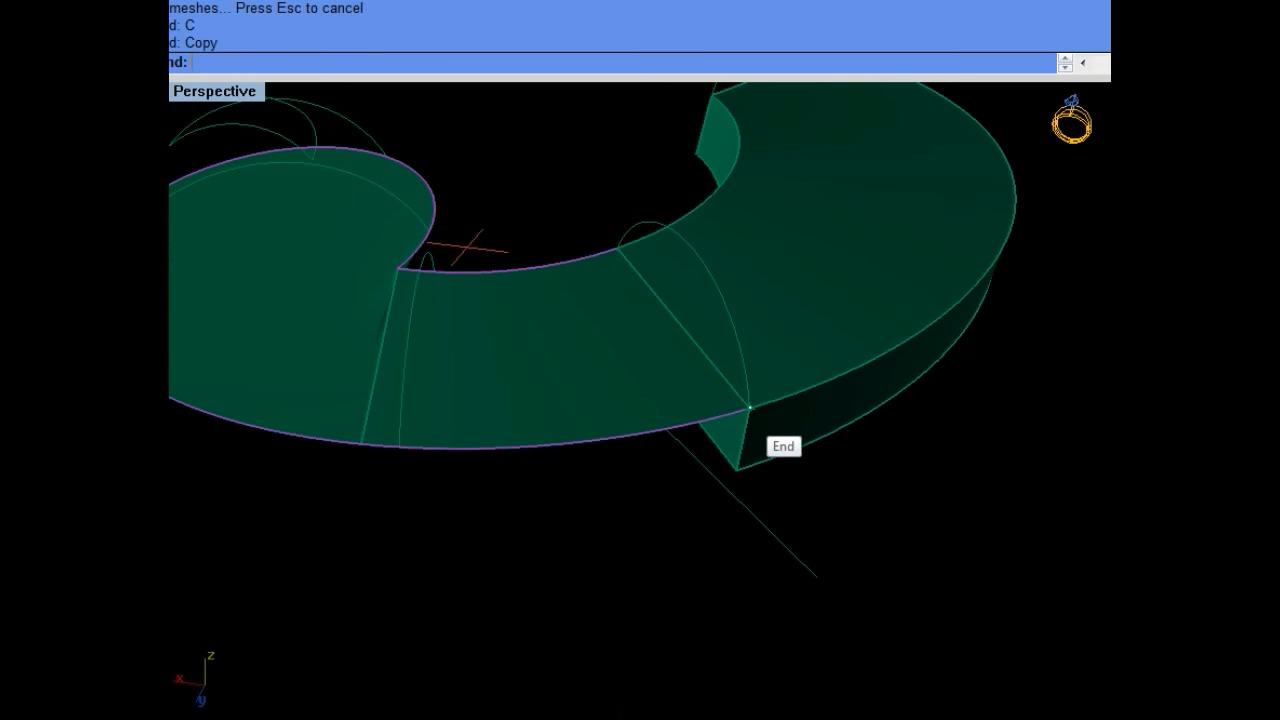 meshes... Press Esc to cancel
d: C
d: Copy
nd:
Perspective
End
z
x
y